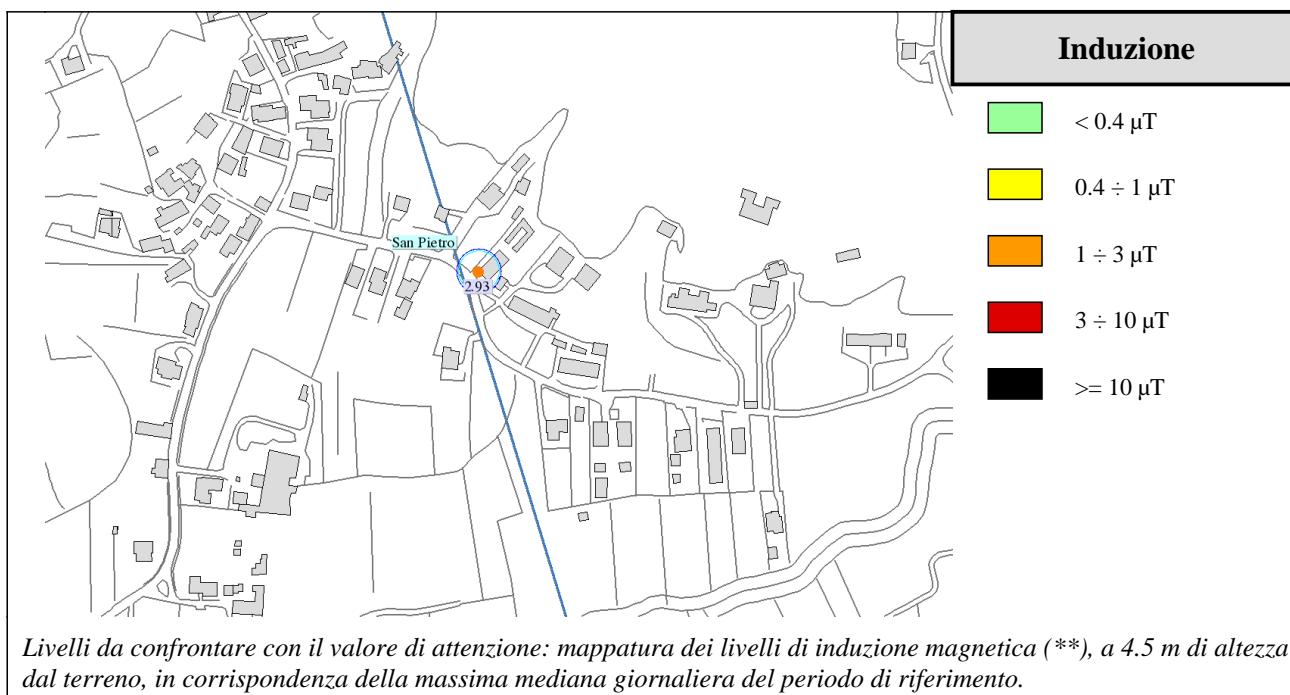 Induzione
< 0.4 µT
0.4 ÷ 1 µT
1 ÷ 3 µT
3 ÷ 10 µT
>= 10 µT
San Pietro
2.93
Livelli da confrontare con il valore di attenzione: mappatura dei livelli di induzione magnetica (**), a 4.5 m di altezza
dal terreno, in corrispondenza della massima mediana giornaliera del periodo di riferimento.